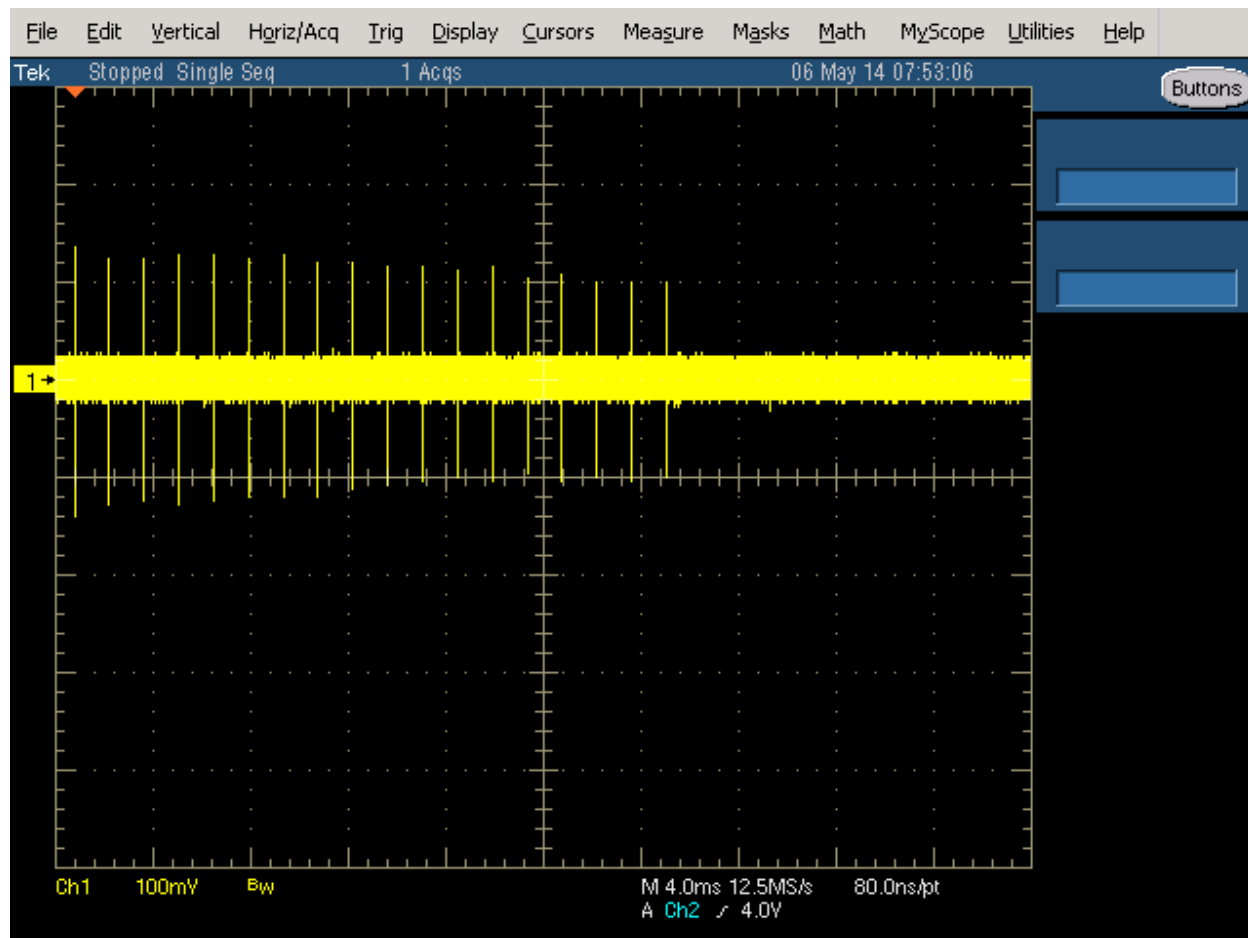 File Edit Vertical Horiz/Acq Trig Display Cursors Measure Masks Math MyScope Utilities Help
Tek Stopped Single Seq 1 Acqs 06 May 14 07:53:06
Buttons
1
Ch1 100mV Bw M 4.0ms 12.5MS/s 80.0ns/pt
A Ch2 4.0V